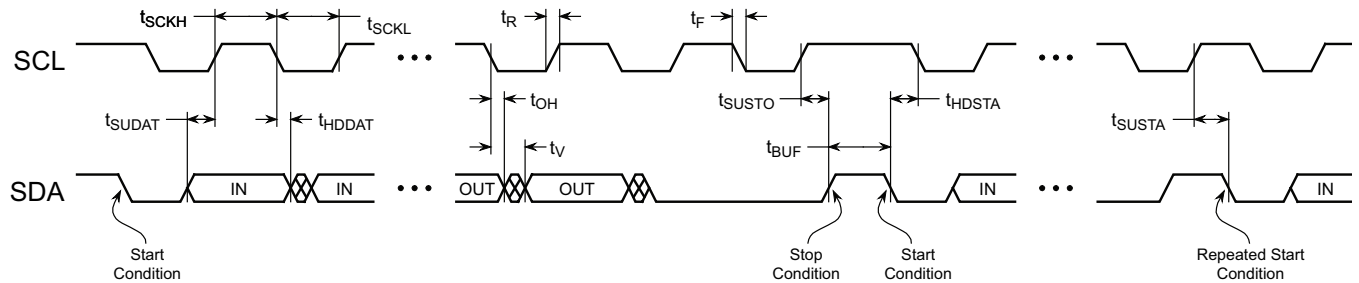 tSCKH
tSCKL
tR
tF
SCL
• • •
• • •
tOH
tSUSTO
tHDSTA
tSUDAT
tHDDAT
tSUSTA
tV
tBUF
SDA
IN
IN
• • •
OUT
OUT
IN
• • •
IN
Start
Condition
Stop
Condition
Start
Condition
Repeated Start
Condition